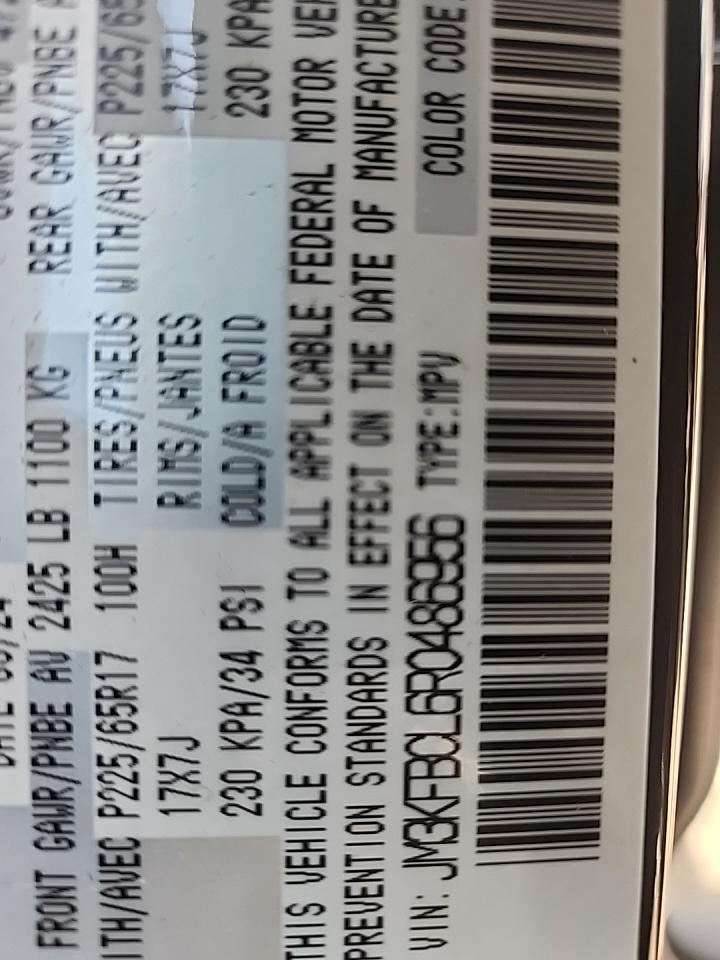 FRONT GAWR/PNBE AV 2425 LB 1100 KG REAR GAWR/PNBE
ITH/AVEC P225/65R17 100H TIRES/PNEUS WITH/AVEC P225/65
17X7J RIMS/JANTES 17X7J
230 KPA/34 PSI COLD/A FROID 230 KPA
THIS VEHICLE CONFORMS TO ALL APPLICABLE FEDERAL MOTOR VEH
PREVENTION STANDARDS IN EFFECT ON THE DATE OF MANUFACTURE
VIN: JM3KFBCL6R0486956 TYPE:MPV COLOR CODE